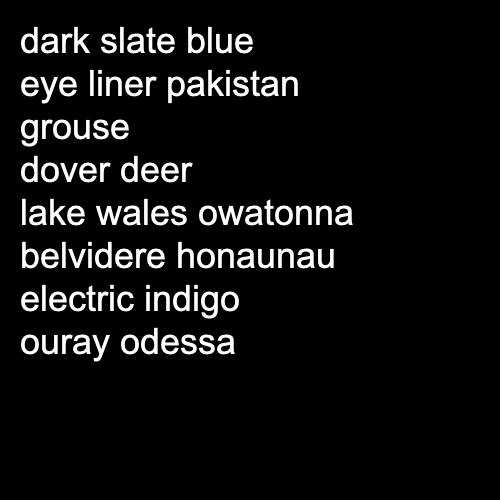 dark slate blue
eye liner pakistan
grouse
dover deer
lake wales owatonna
belvidere honaunau
electric indigo
ouray odessa